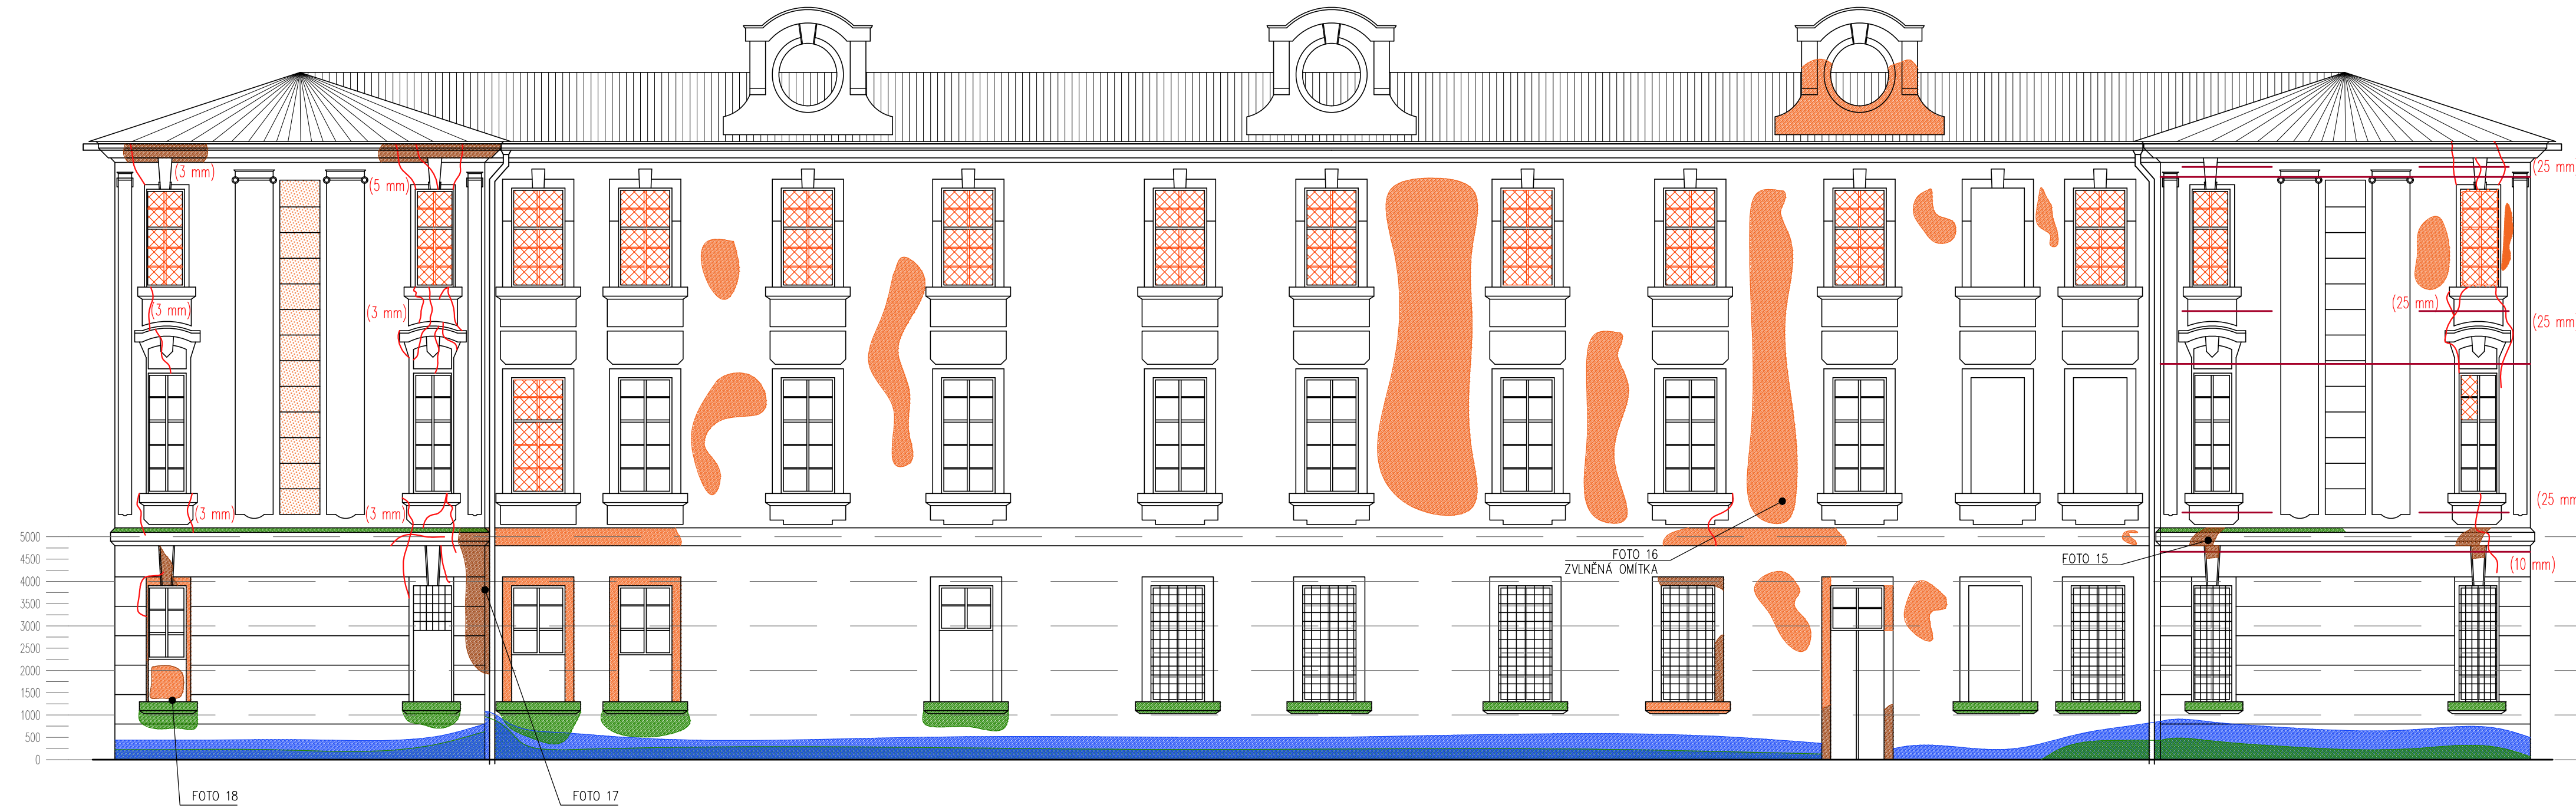 (3 mm)
(5 mm)
(25 mm
(3 mm)
(3 mm)
(25 mm)
(25 mm
(3 mm)
(3 mm)
(25 mm
5000
4500
4000
3500
3000
2500
2000
1500
1000
500
0
FOTO 16
ZVLNĚNÁ OMÍTKA
FOTO 15
(10 mm)
FOTO 18
FOTO 17